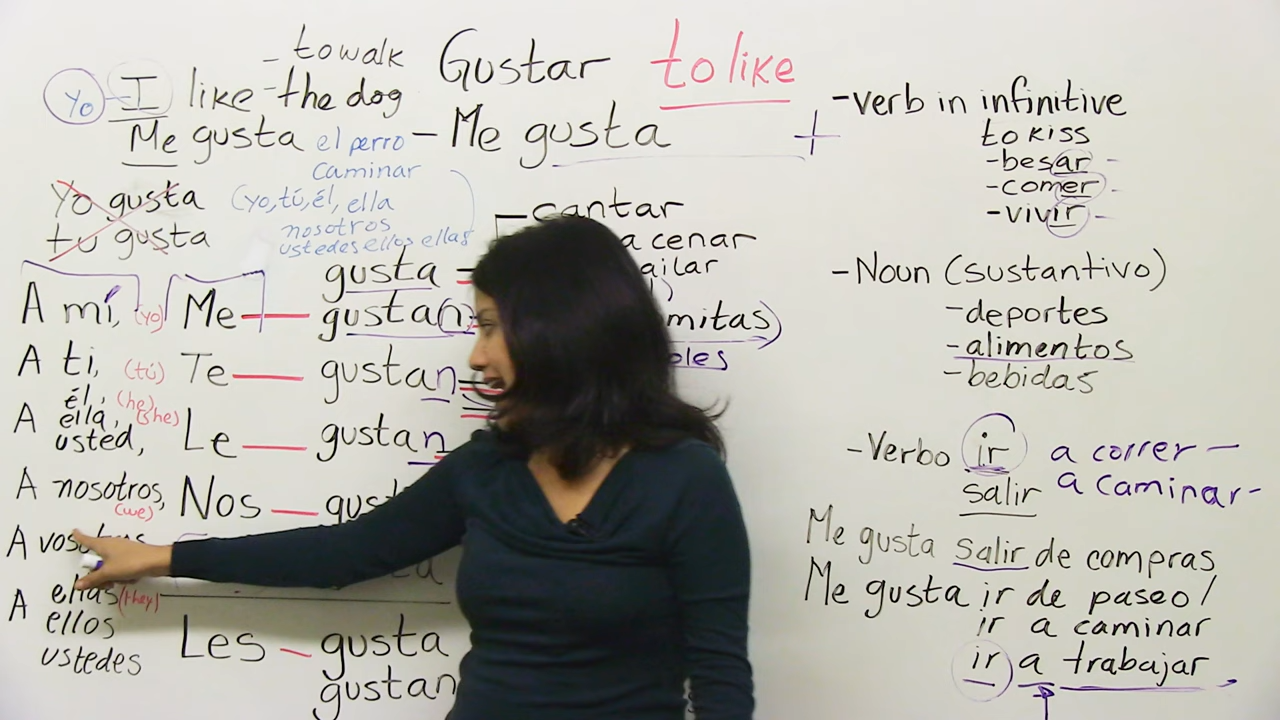 - to walk
Gustar to like
yo I like - the dog
Me gusta el perro - Me gusta +
caminar
yo gusta (yo, tú, él, ella
tu gusta nosotros
ustedes ellos ellas
- cantar
a cenar
ailar
gusta -
A mí, (yo) Me — gustan
mitas)
A ti, (tú) Te — gustan
él, (he)
A ella, (she) Le — gustan
usted,
A nosotros, (we) Nos — gus
A vos
A ellas (they)
ellos
ustedes
Les - gusta
gustan
- verb in infinitive
to kiss
- besar -
- comer -
- vivir -
- Noun (sustantivo)
- deportes
- alimentos
- bebidas
- Verbo ir a correr -
salir a caminar -
Me gusta salir de compras
Me gusta ir de paseo /
ir a caminar
ir a trabajar